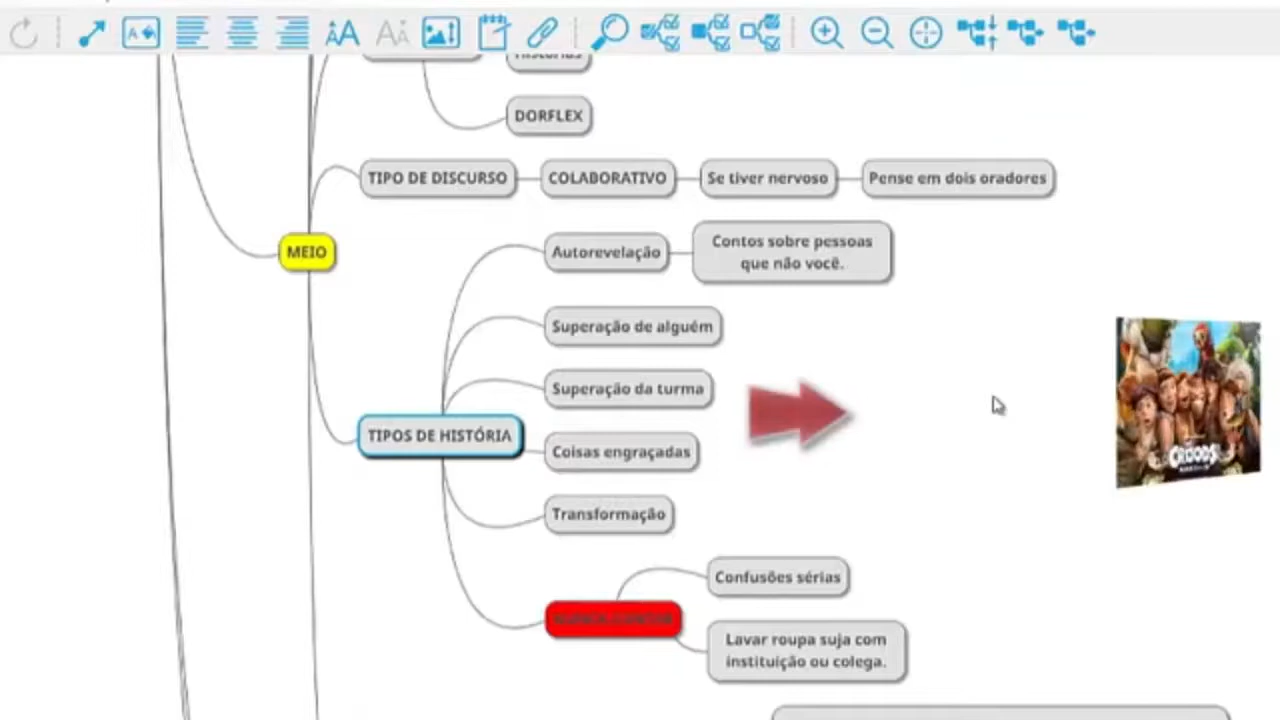 Histórias
DORFLEX
TIPO DE DISCURSO
COLABORATIVO
Se tiver nervoso
Pense em dois oradores
MEIO
Autorevelação
Contos sobre pessoas
que não você.
Superação de alguém
Superação da turma
TIPOS DE HISTÓRIA
Coisas engraçadas
Transformação
Confusões sérias
Lavar roupa suja com
instituição ou colega.
CROODS